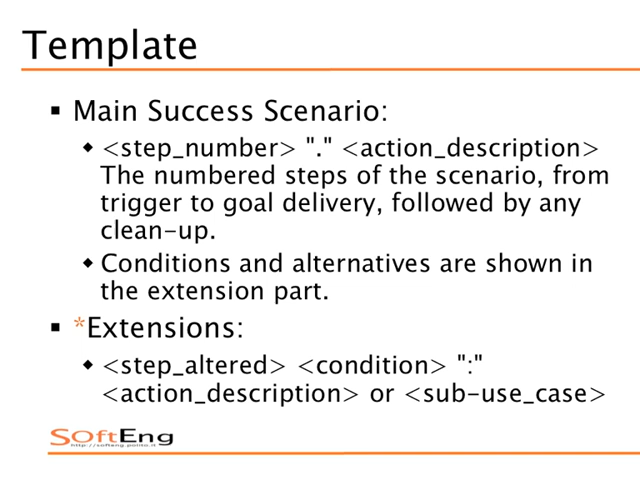 Template
▪ Main Success Scenario:
◆ <step_number> "." <action_description>
The numbered steps of the scenario, from
trigger to goal delivery, followed by any
clean-up.
◆ Conditions and alternatives are shown in
the extension part.
▪ *Extensions:
◆ <step_altered> <condition> ":"
<action_description> or <sub-use_case>
SOftEng
http://softeng.polito.it